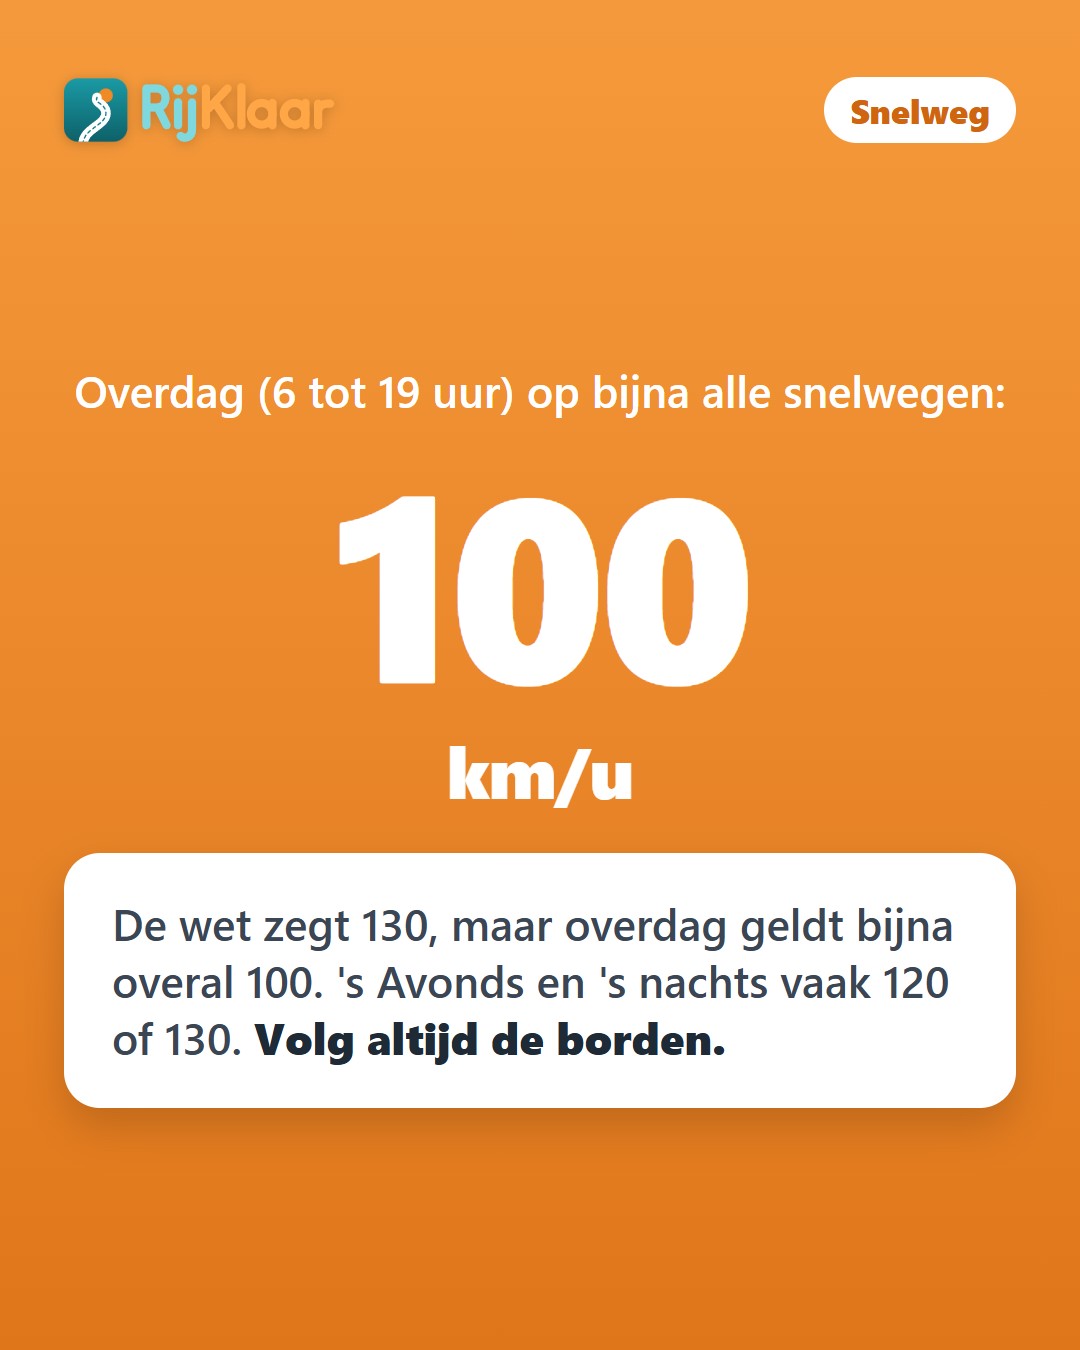 RijKlaar
Snelweg
Overdag (6 tot 19 uur) op bijna alle snelwegen:
100
km/u
De wet zegt 130, maar overdag geldt bijna
overal 100. 's Avonds en 's nachts vaak 120
of 130. Volg altijd de borden.